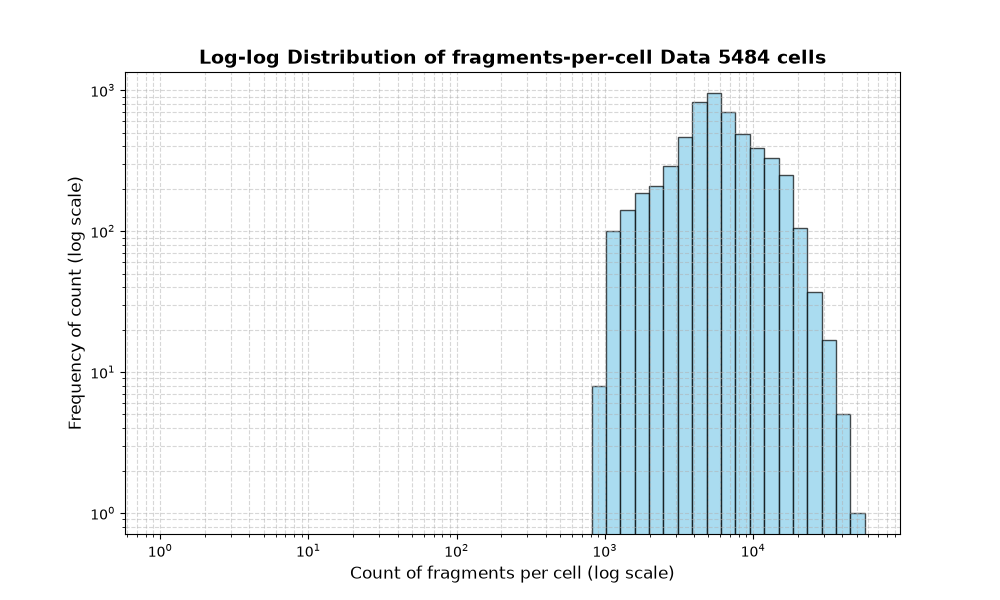 Log-log Distribution of fragments-per-cell Data 5484 cells
Frequency of count (log scale)
10³
10²
10¹
10⁰
10⁰ 10¹ 10² 10³ 10⁴
Count of fragments per cell (log scale)